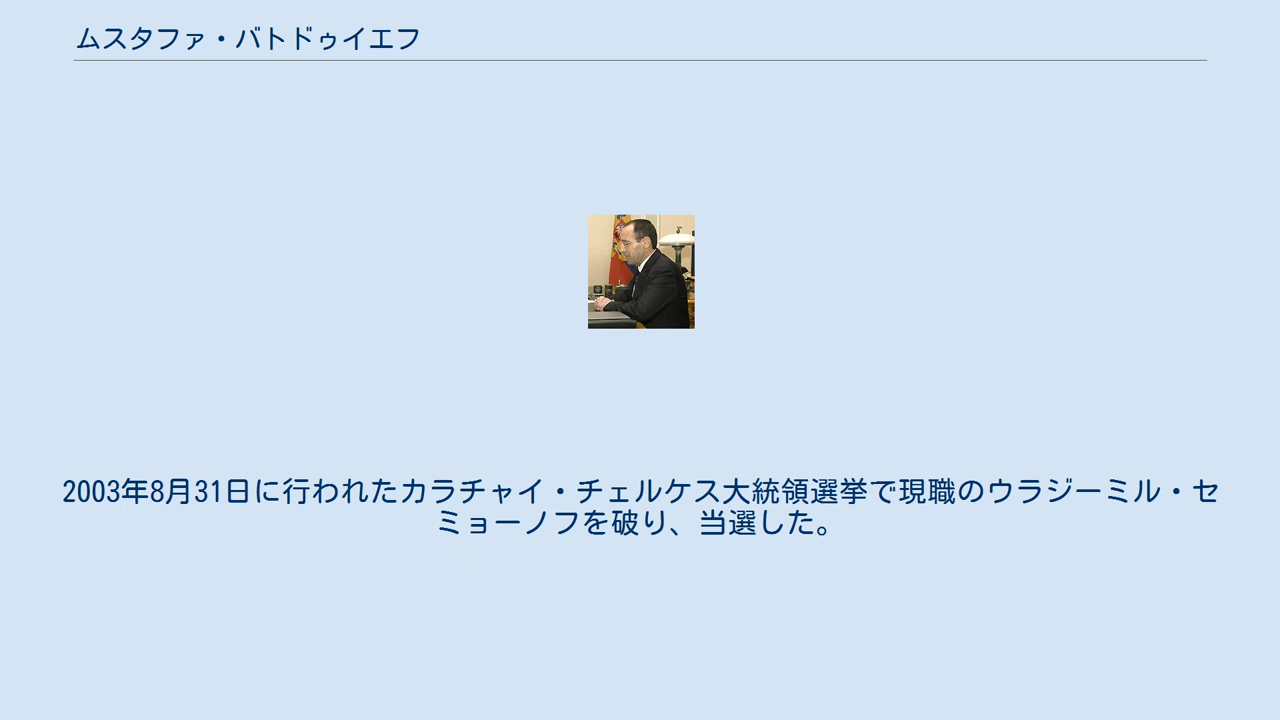 ムスタファ・バトドゥイエフ
2003年8月31日に行われたカラチャイ・チェルケス大統領選挙で現職のウラジーミル・セ
ミョーノフを破り、当選した。